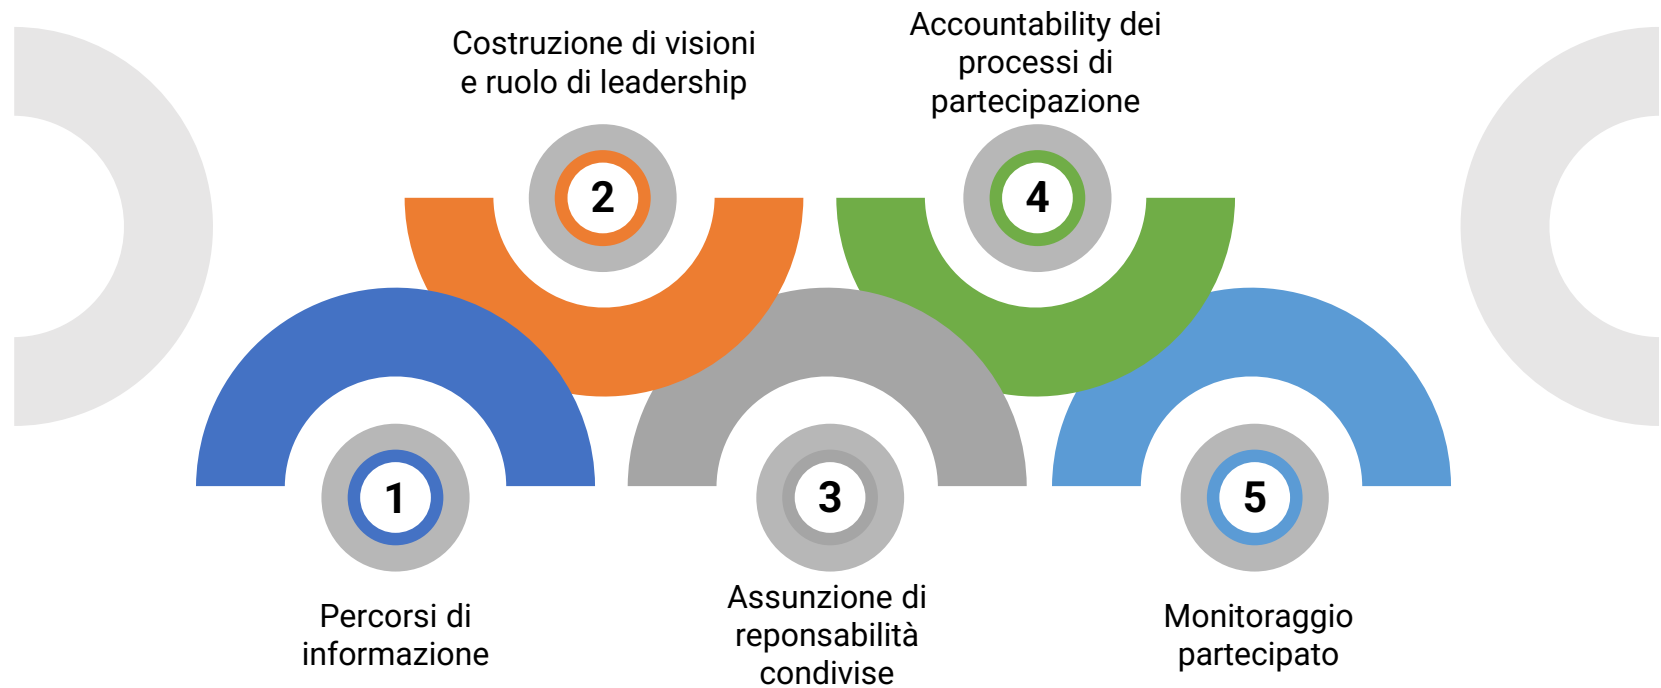 Costruzione di visioni
e ruolo di leadership
Accountability dei
processi di
partecipazione
2
4
1
3
5
Percorsi di
informazione
Assunzione di
reponsabilità
condivise
Monitoraggio
partecipato